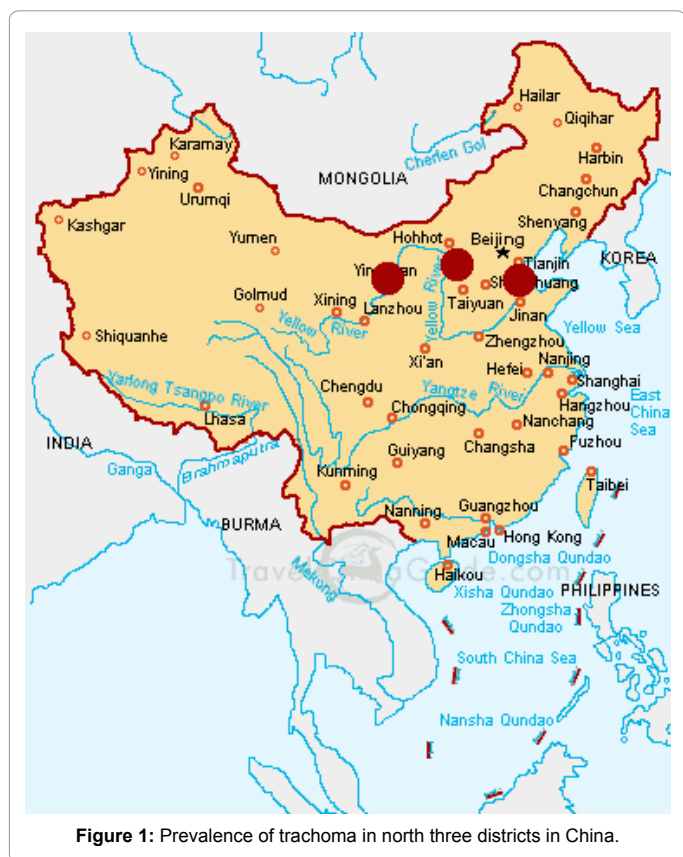 Hailar
Qiqihar
Cherlen Gol
Harbin
Karamay
MONGOLIA
Yining
Changchun
Urumqi
Shenyang
Kashgar
Hohhot
Beijing
Yumen
KOREA
Tianjin
Golmud
Xining
Lanzhou
Taiyuan
Jinan
Yellow River
Yellow River
Yellow Sea
Shiquanhe
Zhengzhou
Xi'an
Hefei
Nanjing
Yarlong Tsangpo River
Chengdu
Yangtze River
Shanghai
East
China
Sea
Hangzhou
Lhasa
Chongqing
Nanchang
INDIA
Changsha
Fuzhou
Brahmaputra
Guiyang
Ganga
Kunming
Taibei
Guangzhou
Nanning
BURMA
Macau
Hong Kong
Dongsha Qundao
Mekong
Haikou
Xisha Qundao
PHILIPPINES
Zhongsha
Qundao
South China Sea
Nansha Qundao
Figure 1: Prevalence of trachoma in north three districts in China.